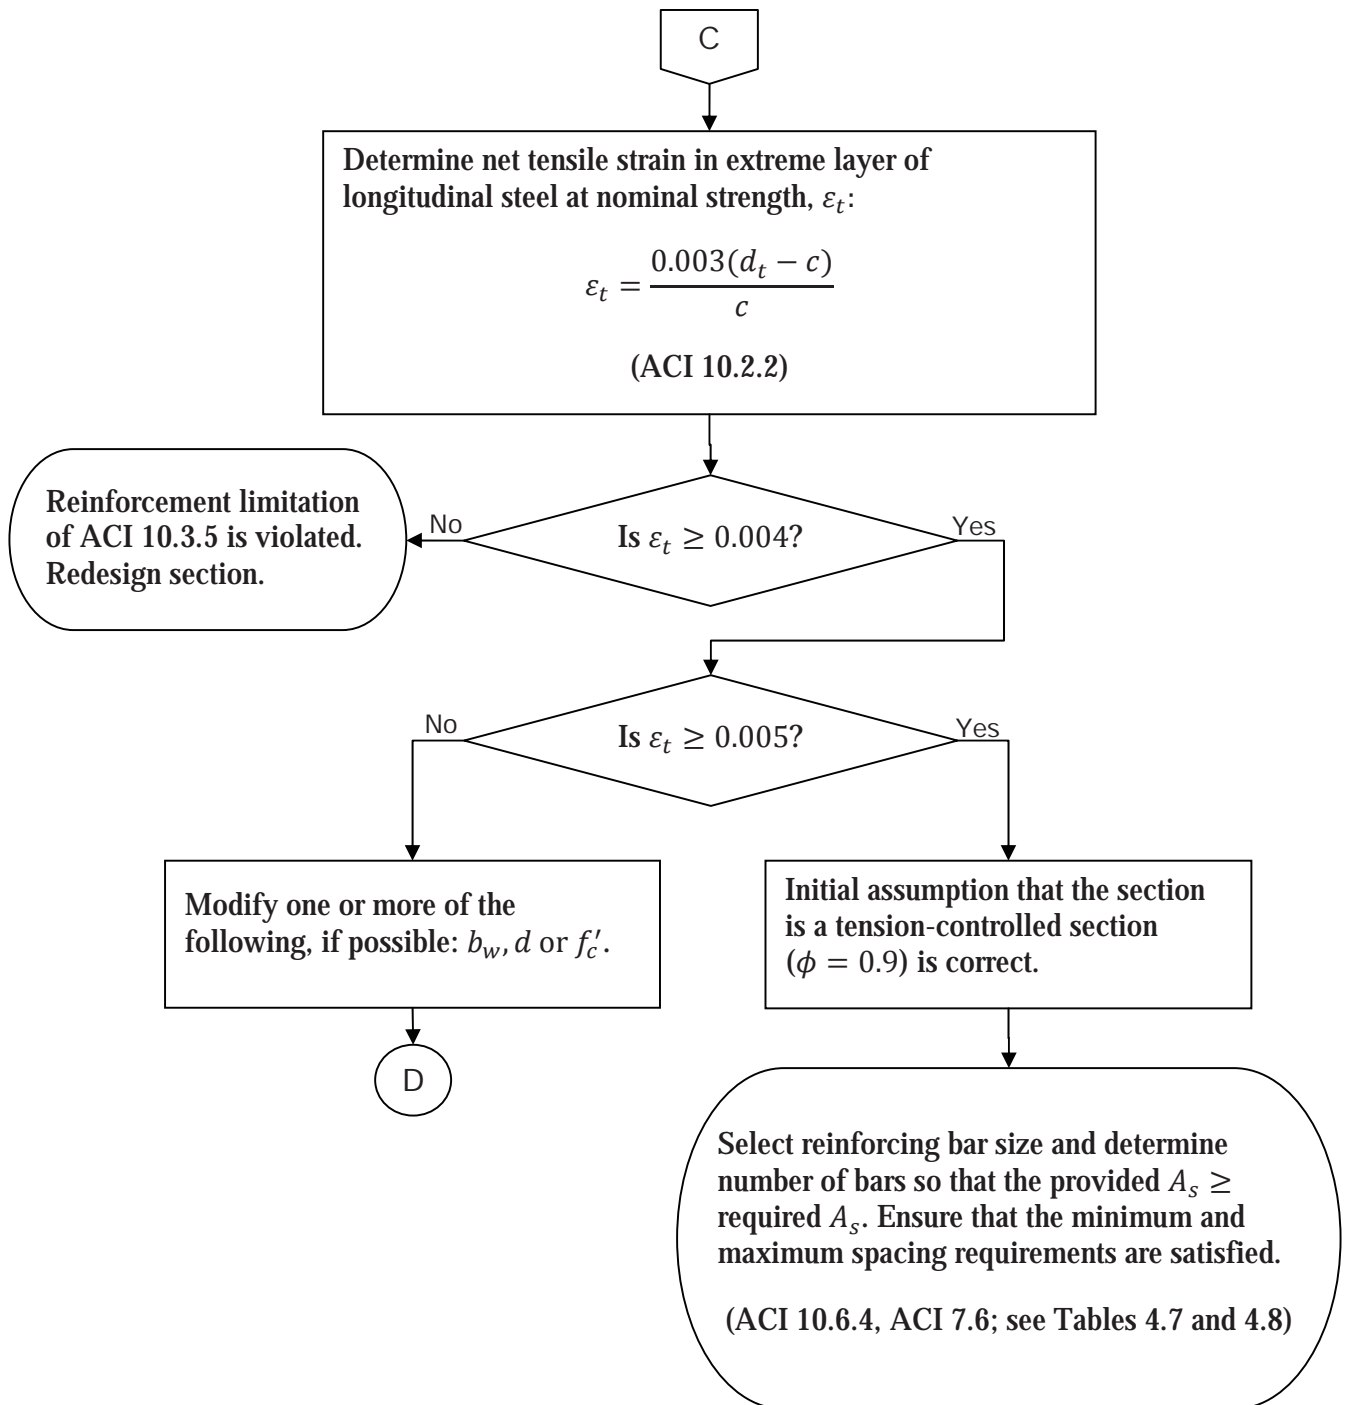 C
Determine net tensile strain in extreme layer of
longitudinal steel at nominal strength, εₜ:
εₜ = 0.003(dₜ − c) / c
(ACI 10.2.2)
Reinforcement limitation
of ACI 10.3.5 is violated.
Redesign section.
No
Is εₜ ≥ 0.004?
Yes
No
Is εₜ ≥ 0.005?
Yes
Modify one or more of the
following, if possible: b_w, d or f_c′.
Initial assumption that the section
is a tension-controlled section
(ϕ = 0.9) is correct.
D
Select reinforcing bar size and determine
number of bars so that the provided Aₛ ≥
required Aₛ. Ensure that the minimum and
maximum spacing requirements are satisfied.
(ACI 10.6.4, ACI 7.6; see Tables 4.7 and 4.8)